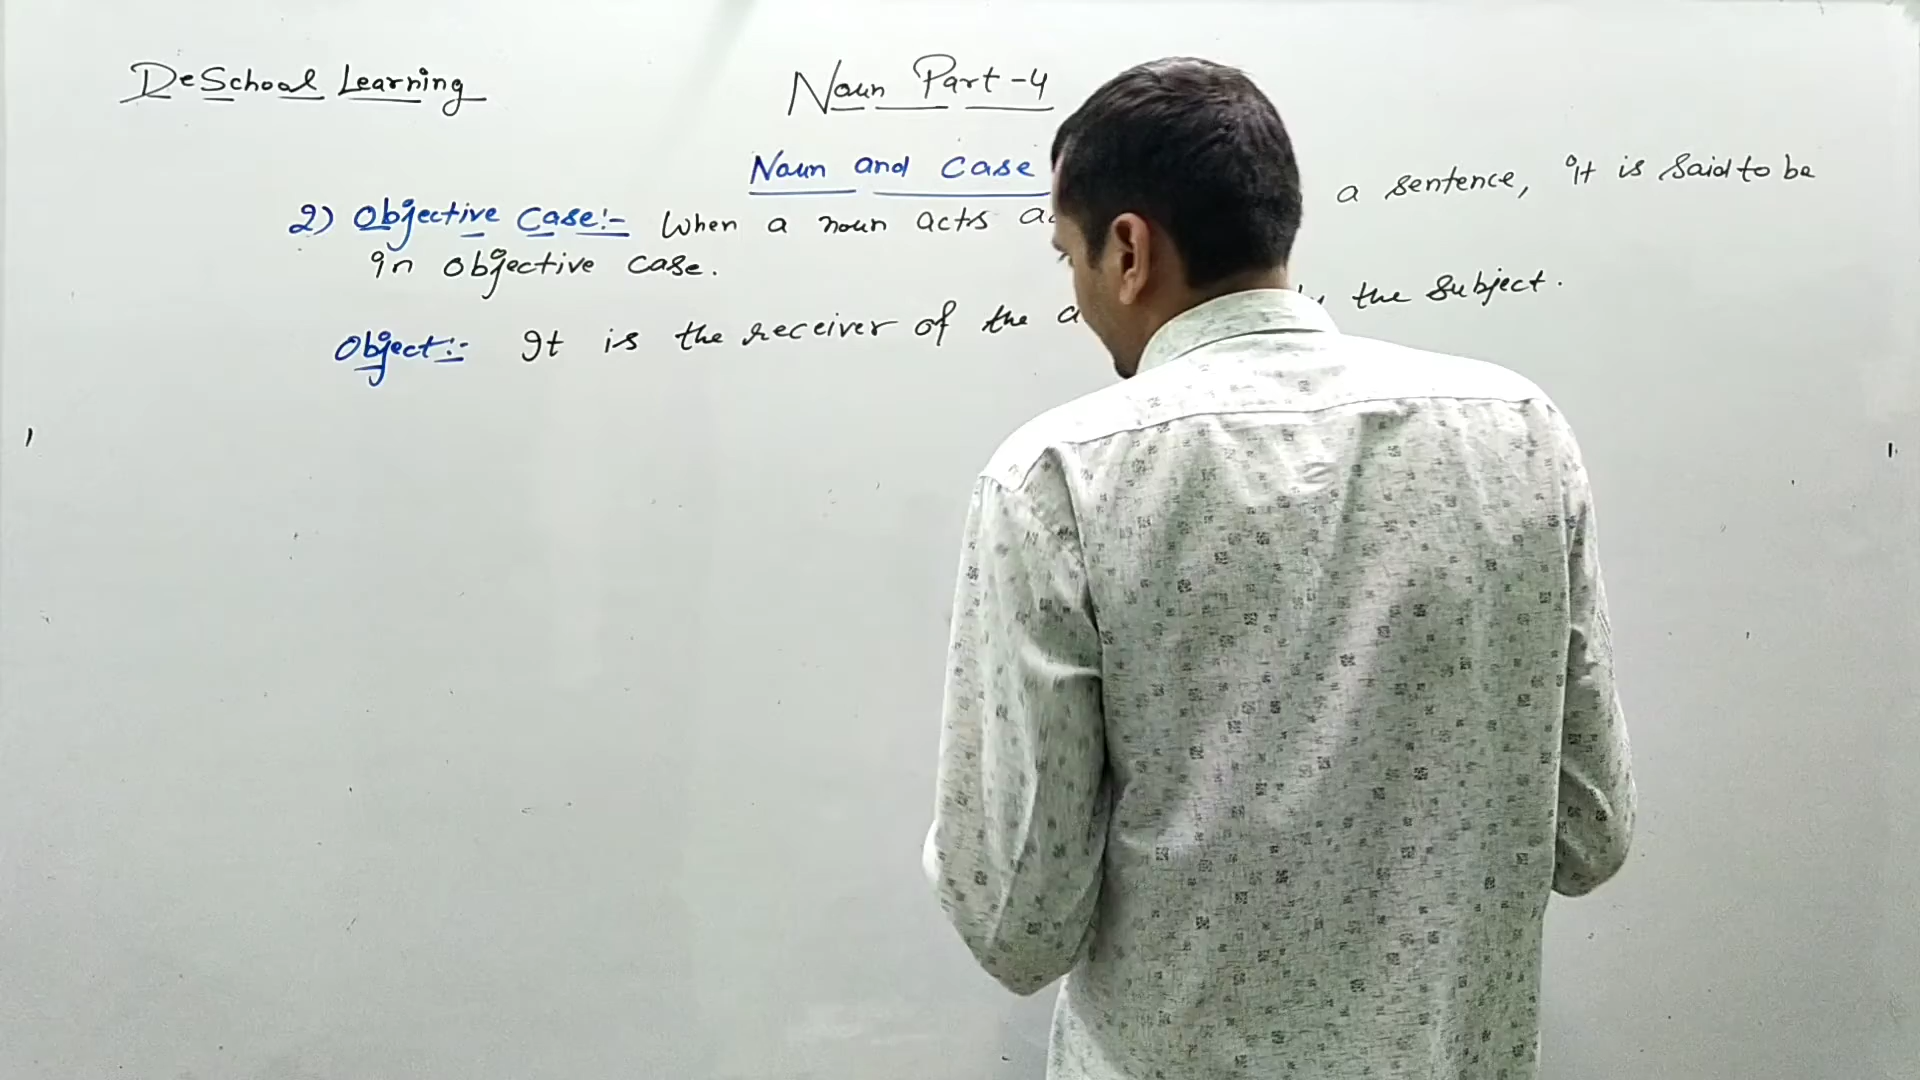 DeSchool Learning
Noun Part-4
Noun and Case
2) Objective Case:- When a noun acts a sentence, it is said to be
in objective case.
Object:- It is the receiver of the the subject.